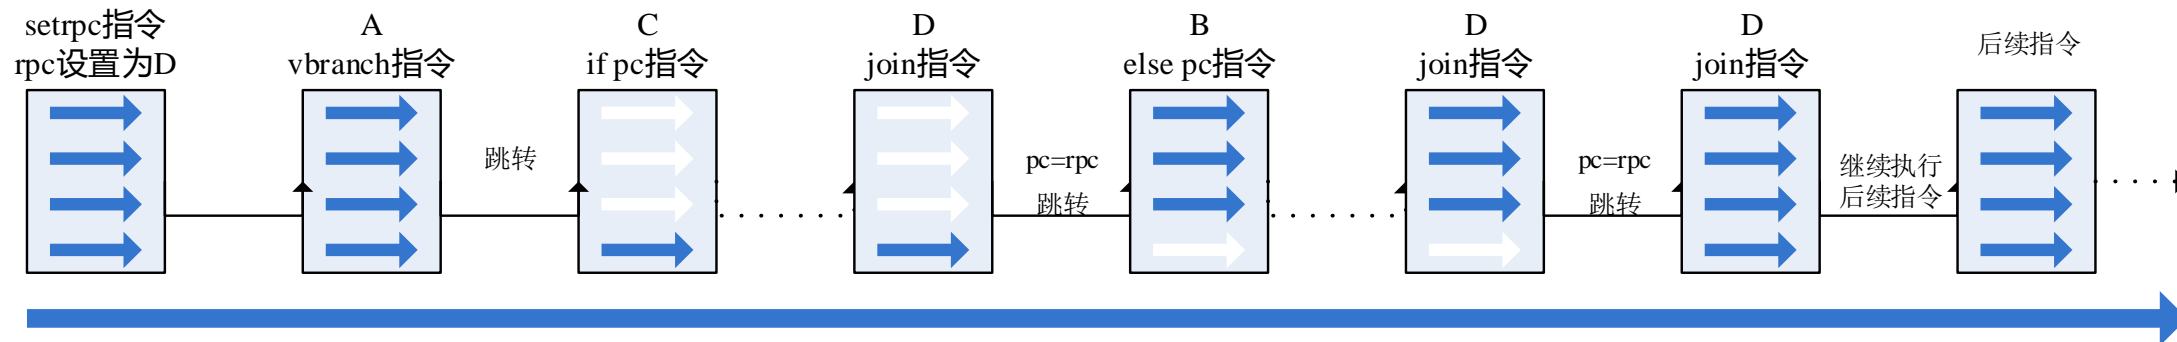 setrpc指令
rpc设置为D
A
vbranch指令
跳转
C
if pc指令
D
join指令
pc=rpc
跳转
B
else pc指令
D
join指令
pc=rpc
跳转
D
join指令
继续执行
后续指令
后续指令